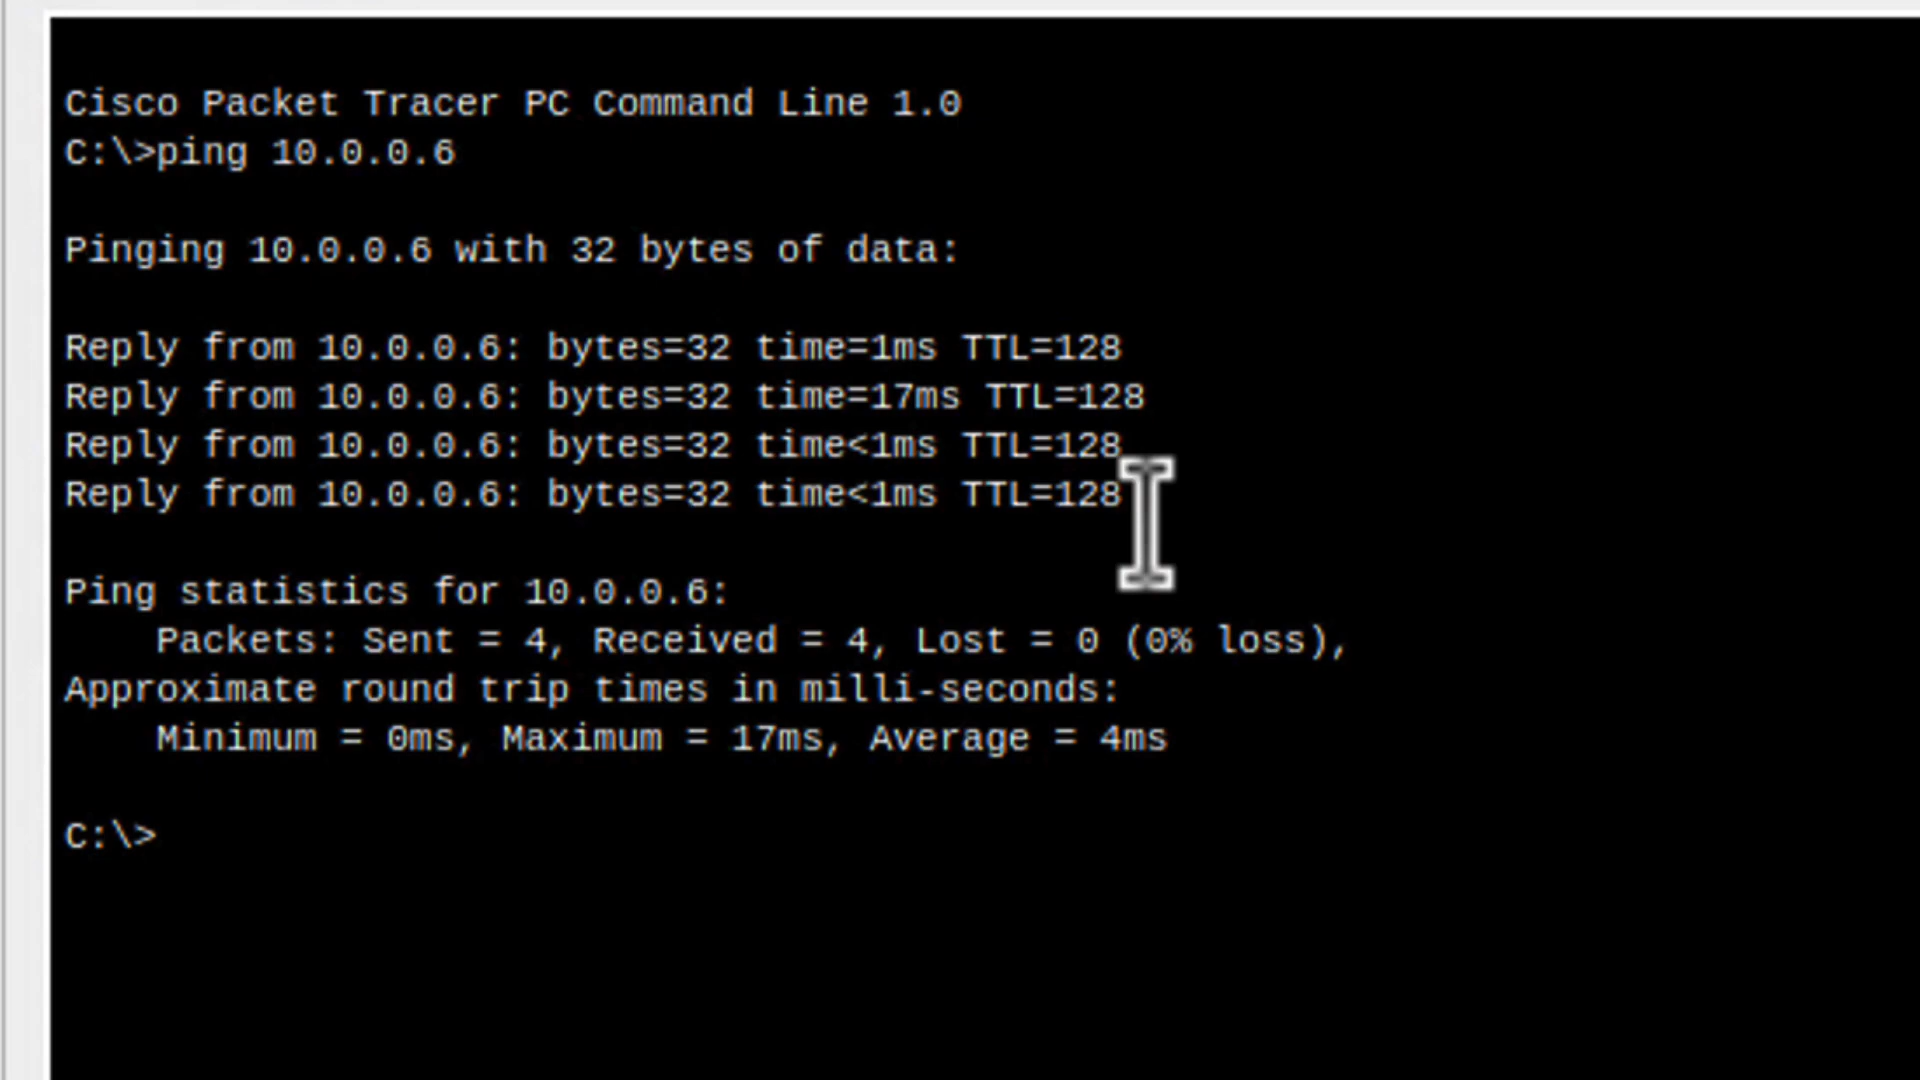 Cisco Packet Tracer PC Command Line 1.0
C:\>ping 10.0.0.6
Pinging 10.0.0.6 with 32 bytes of data:
Reply from 10.0.0.6: bytes=32 time=1ms TTL=128
Reply from 10.0.0.6: bytes=32 time=17ms TTL=128
Reply from 10.0.0.6: bytes=32 time<1ms TTL=128
Reply from 10.0.0.6: bytes=32 time<1ms TTL=128
Ping statistics for 10.0.0.6:
    Packets: Sent = 4, Received = 4, Lost = 0 (0% loss),
Approximate round trip times in milli-seconds:
    Minimum = 0ms, Maximum = 17ms, Average = 4ms
C:\>